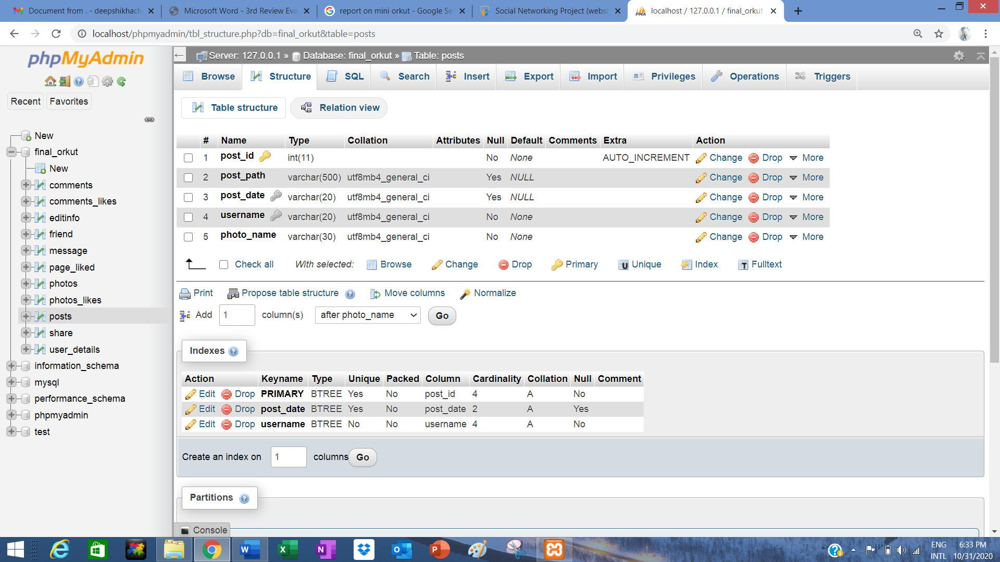 Document from . - deepshikhach
Microsoft Word - 3rd Review Eva
report on mini orkut - Google Se
Social Networking Project (websi
localhost / 127.0.0.1 / final_orkut
localhost/phpmyadmin/tbl_structure.php?db=final_orkut&table=posts
phpMyAdmin
Recent
Favorites
New
final_orkut
New
comments
comments_likes
editinfo
friend
message
page_liked
photos
photos_likes
posts
share
user_details
information_schema
mysql
performance_schema
phpmyadmin
test
Server: 127.0.0.1 » Database: final_orkut » Table: posts
Browse Structure SQL Search Insert Export Import Privileges Operations Triggers
Table structure Relation view
# Name Type Collation Attributes Null Default Comments Extra Action
1 post_id int(11) No None AUTO_INCREMENT Change Drop More
2 post_path varchar(500) utf8mb4_general_ci Yes NULL Change Drop More
3 post_date varchar(20) utf8mb4_general_ci Yes NULL Change Drop More
4 username varchar(20) utf8mb4_general_ci No None Change Drop More
5 photo_name varchar(30) utf8mb4_general_ci No None Change Drop More
Check all With selected: Browse Change Drop Primary Unique Index Fulltext
Print Propose table structure Move columns Normalize
Add 1 column(s) after photo_name Go
Indexes
Action Keyname Type Unique Packed Column Cardinality Collation Null Comment
Edit Drop PRIMARY BTREE Yes No post_id 4 A No
Edit Drop post_date BTREE Yes No post_date 2 A Yes
Edit Drop username BTREE No No username 4 A No
Create an index on 1 columns Go
Partitions
Console
ENG 6:33 PM
INTL 10/31/2020